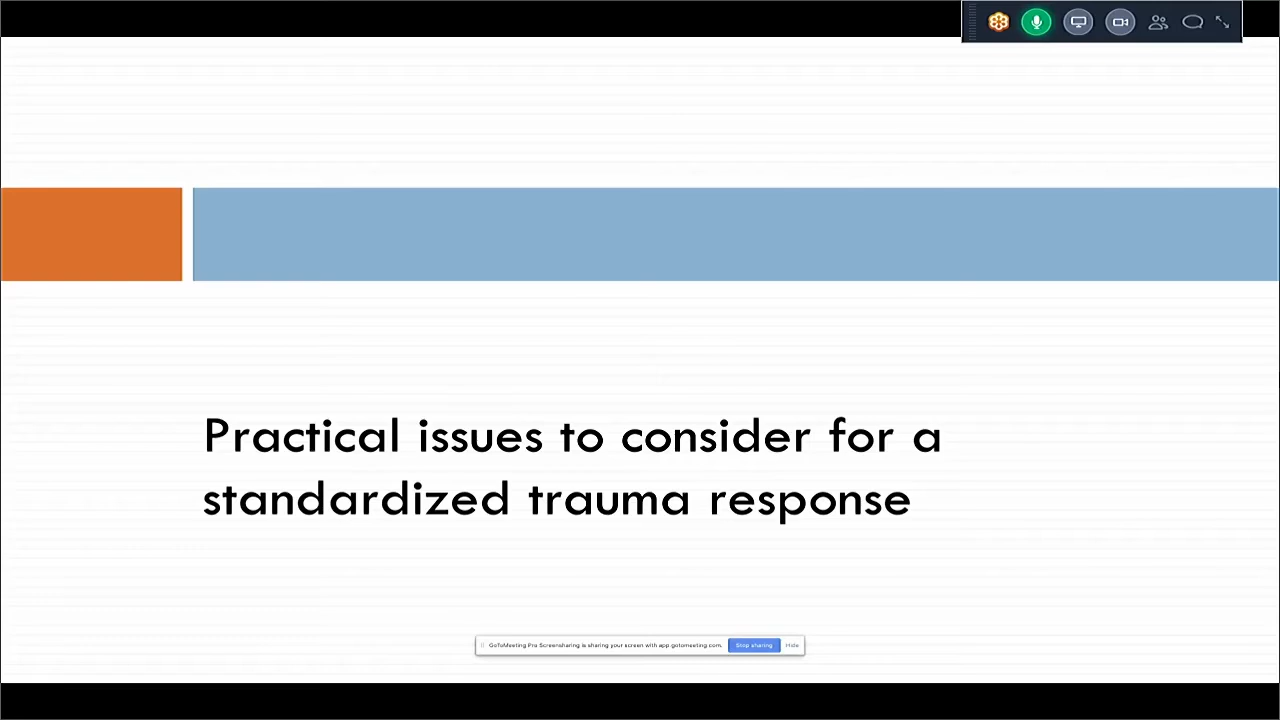 Practical issues to consider for a
standardized trauma response
GoToMeeting Pro Screensharing is sharing your screen with app.gotomeeting.com. Stop sharing Hide